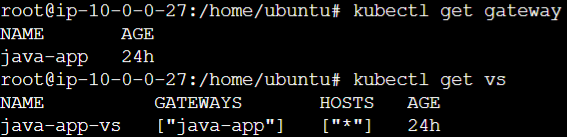 root@ip-10-0-0-27:/home/ubuntu# kubectl get gateway
NAME AGE
java-app 24h
root@ip-10-0-0-27:/home/ubuntu# kubectl get vs
NAME GATEWAYS HOSTS AGE
java-app-vs ["java-app"] ["*"] 24h